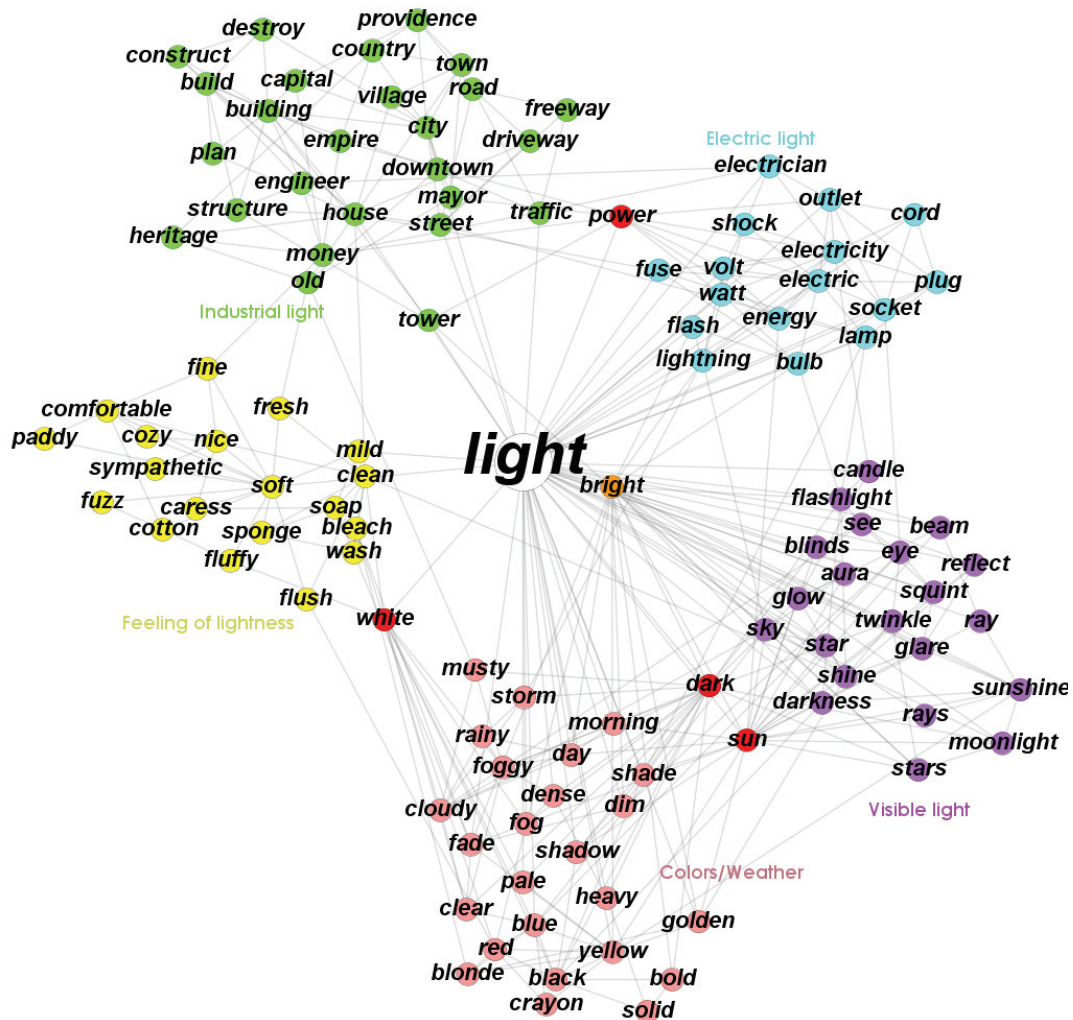 providence
destroy
country
construct
town
capital
build
road
village
building
freeway
city
empire
driveway
plan
downtown
engineer
mayor
structure
house
traffic
street
heritage
money
old
Industrial light
tower
Electric light
electrician
outlet
power
cord
shock
electricity
fuse
volt
electric
plug
watt
socket
energy
flash
lamp
lightning
bulb
fine
comfortable
fresh
paddy
cozy
nice
mild
sympathetic
clean
soft
fuzz
caress
soap
cotton
sponge
bleach
wash
fluffy
flush
Feeling of lightness
white
light
bright
candle
flashlight
see
beam
blinds
eye
reflect
aura
squint
glow
twinkle
ray
sky
star
glare
shine
sunshine
darkness
rays
moonlight
stars
Visible light
dark
sun
musty
storm
morning
rainy
day
foggy
shade
dense
cloudy
dim
fog
fade
shadow
Colors/Weather
pale
heavy
clear
blue
golden
red
yellow
blonde
black
bold
crayon
solid